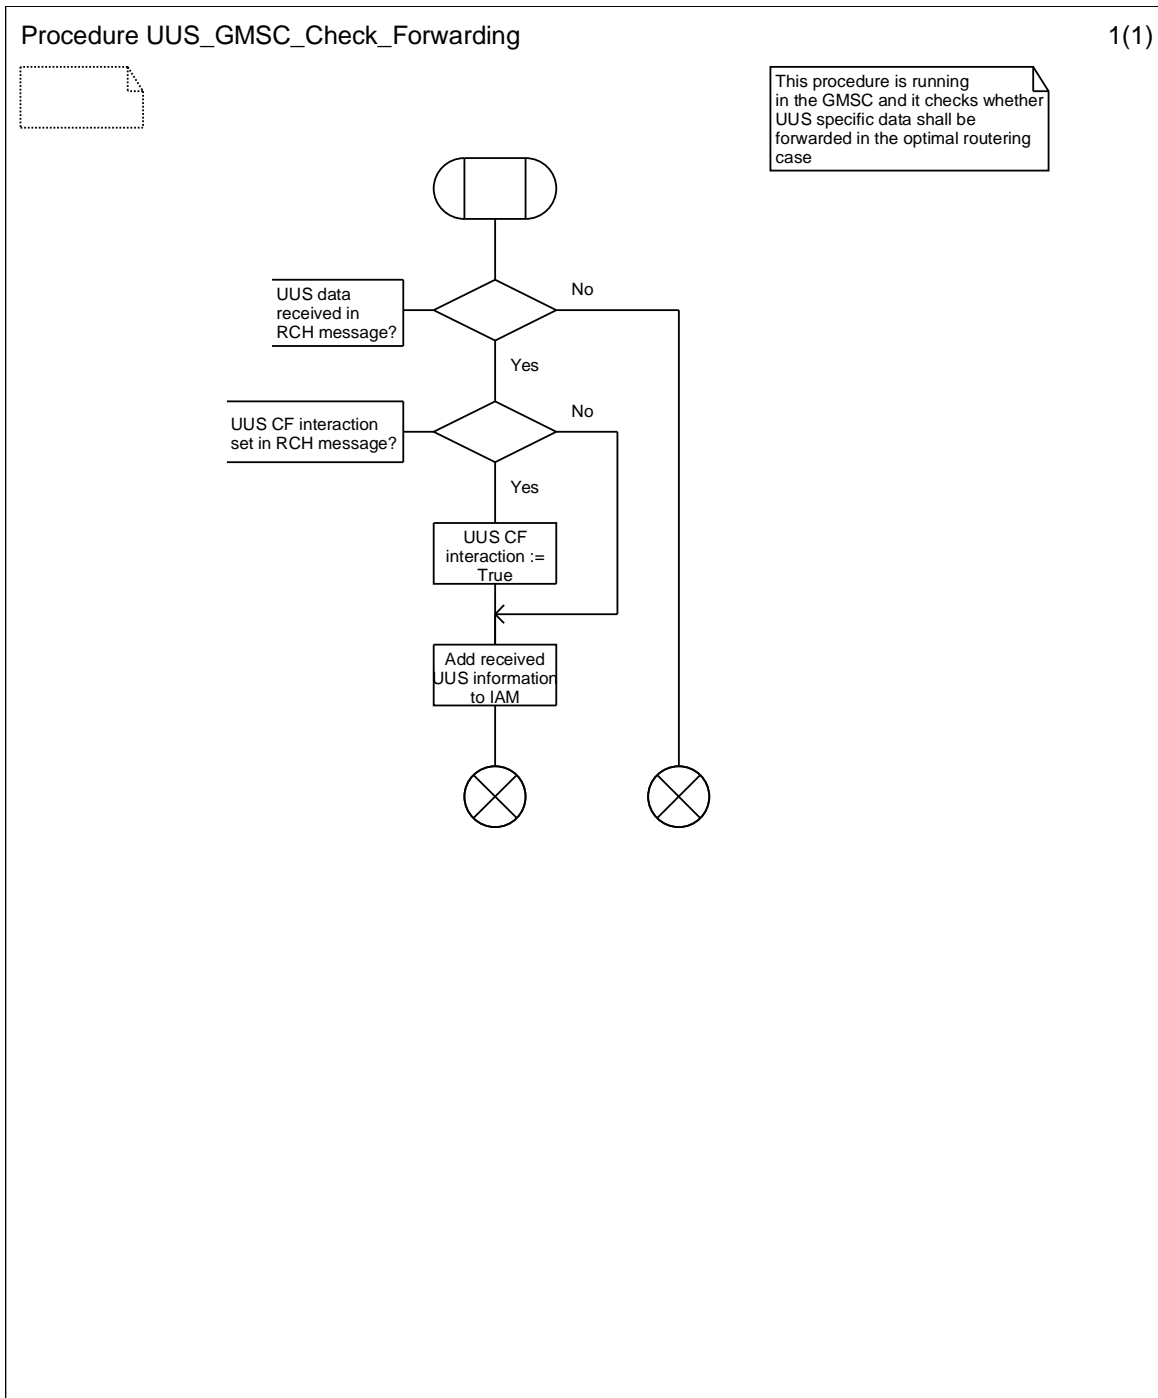 Procedure UUS_GMSC_Check_Forwarding
1(1)
This procedure is running
in the GMSC and it checks whether
UUS specific data shall be
forwarded in the optimal routering
case
UUS data
received in
RCH message?
No
Yes
UUS CF interaction
set in RCH message?
No
Yes
UUS CF
interaction :=
True
Add received
UUS information
to IAM